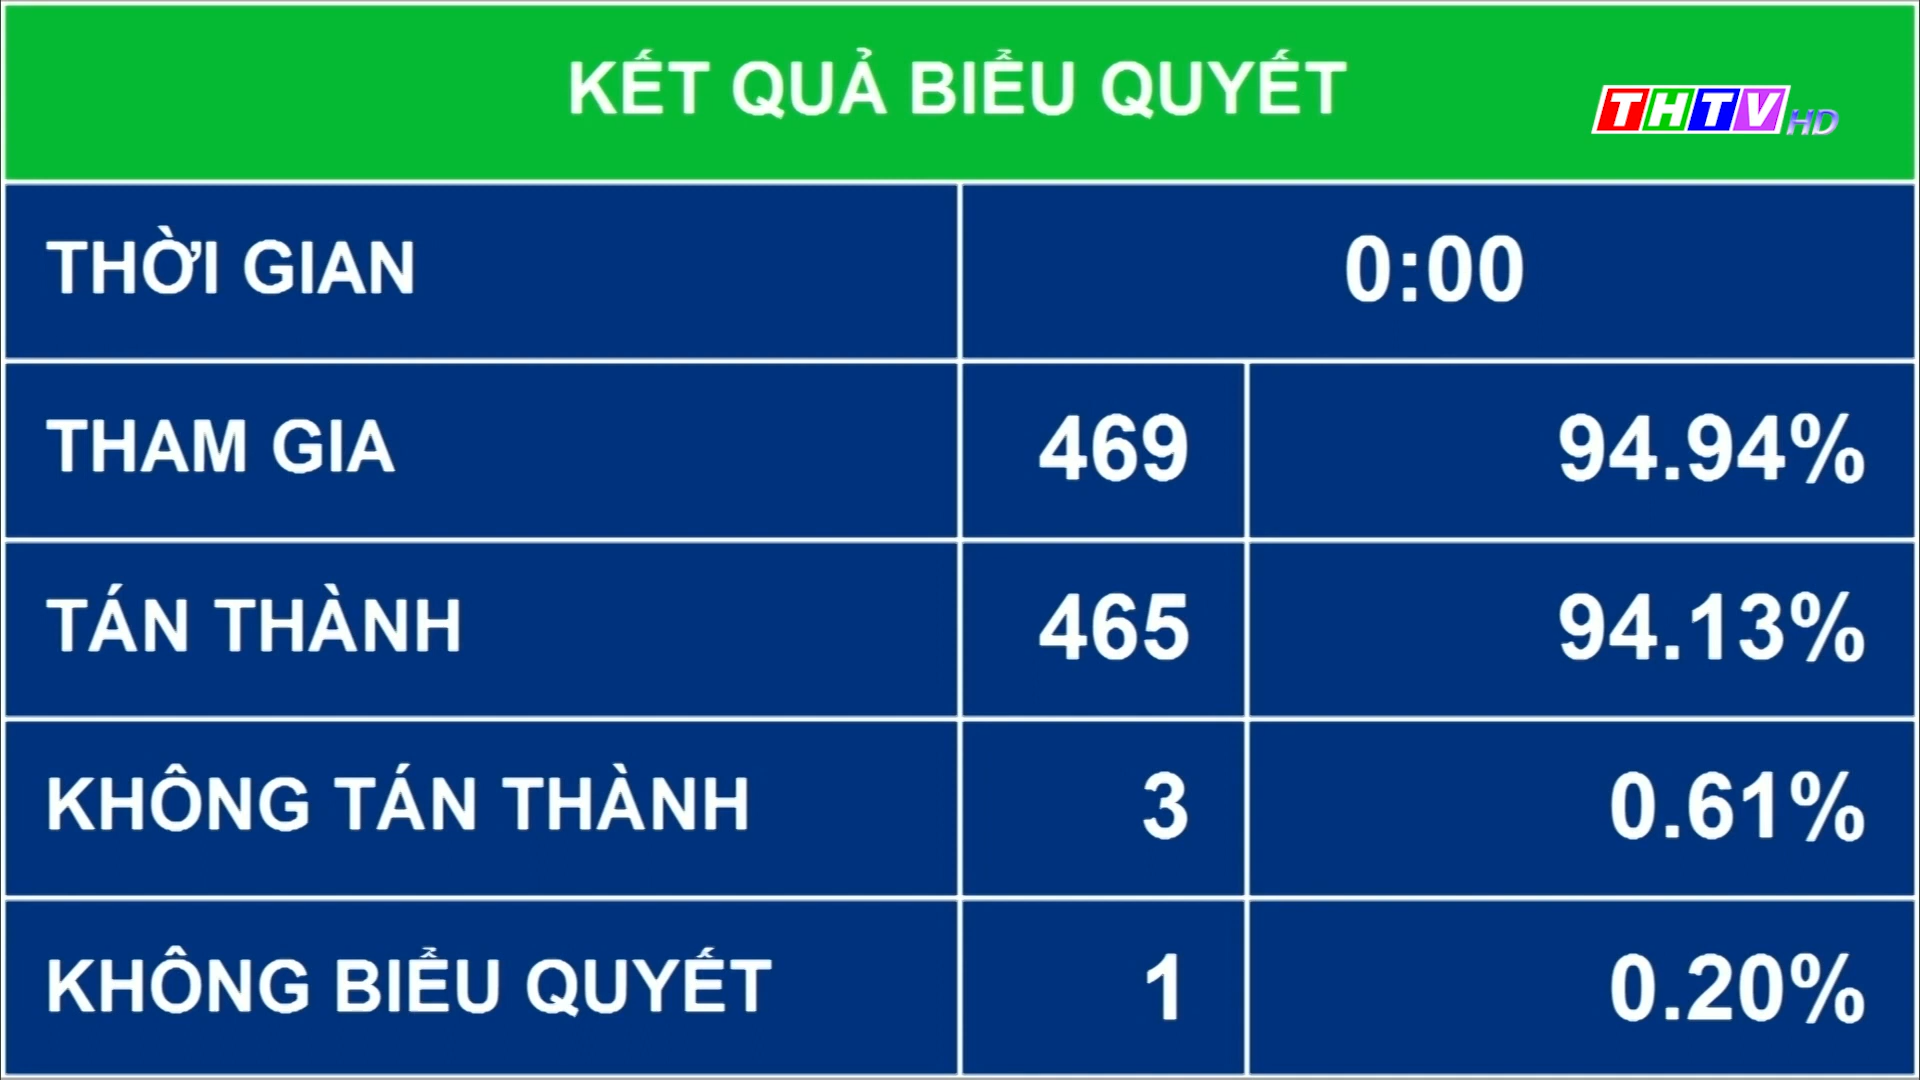 KẾT QUẢ BIỂU QUYẾT
THTV HD
THỜI GIAN 0:00
THAM GIA 469 94.94%
TÁN THÀNH 465 94.13%
KHÔNG TÁN THÀNH 3 0.61%
KHÔNG BIỂU QUYẾT 1 0.20%